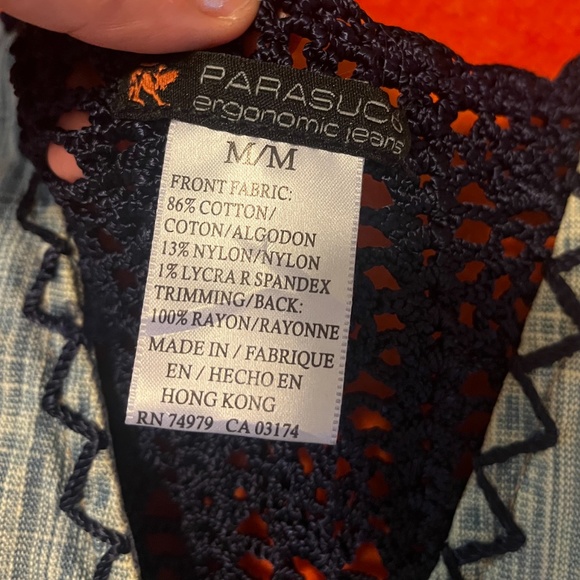 PARASUCO
ergonomic jeans
M/M
FRONT FABRIC:
86% COTTON/
COTON/ALGODON
13% NYLON/NYLON
1% LYCRA R SPANDEX
TRIMMING/BACK:
100% RAYON/RAYONNE
MADE IN / FABRIQUE
EN / HECHO EN
HONG KONG
RN 74979 CA 03174